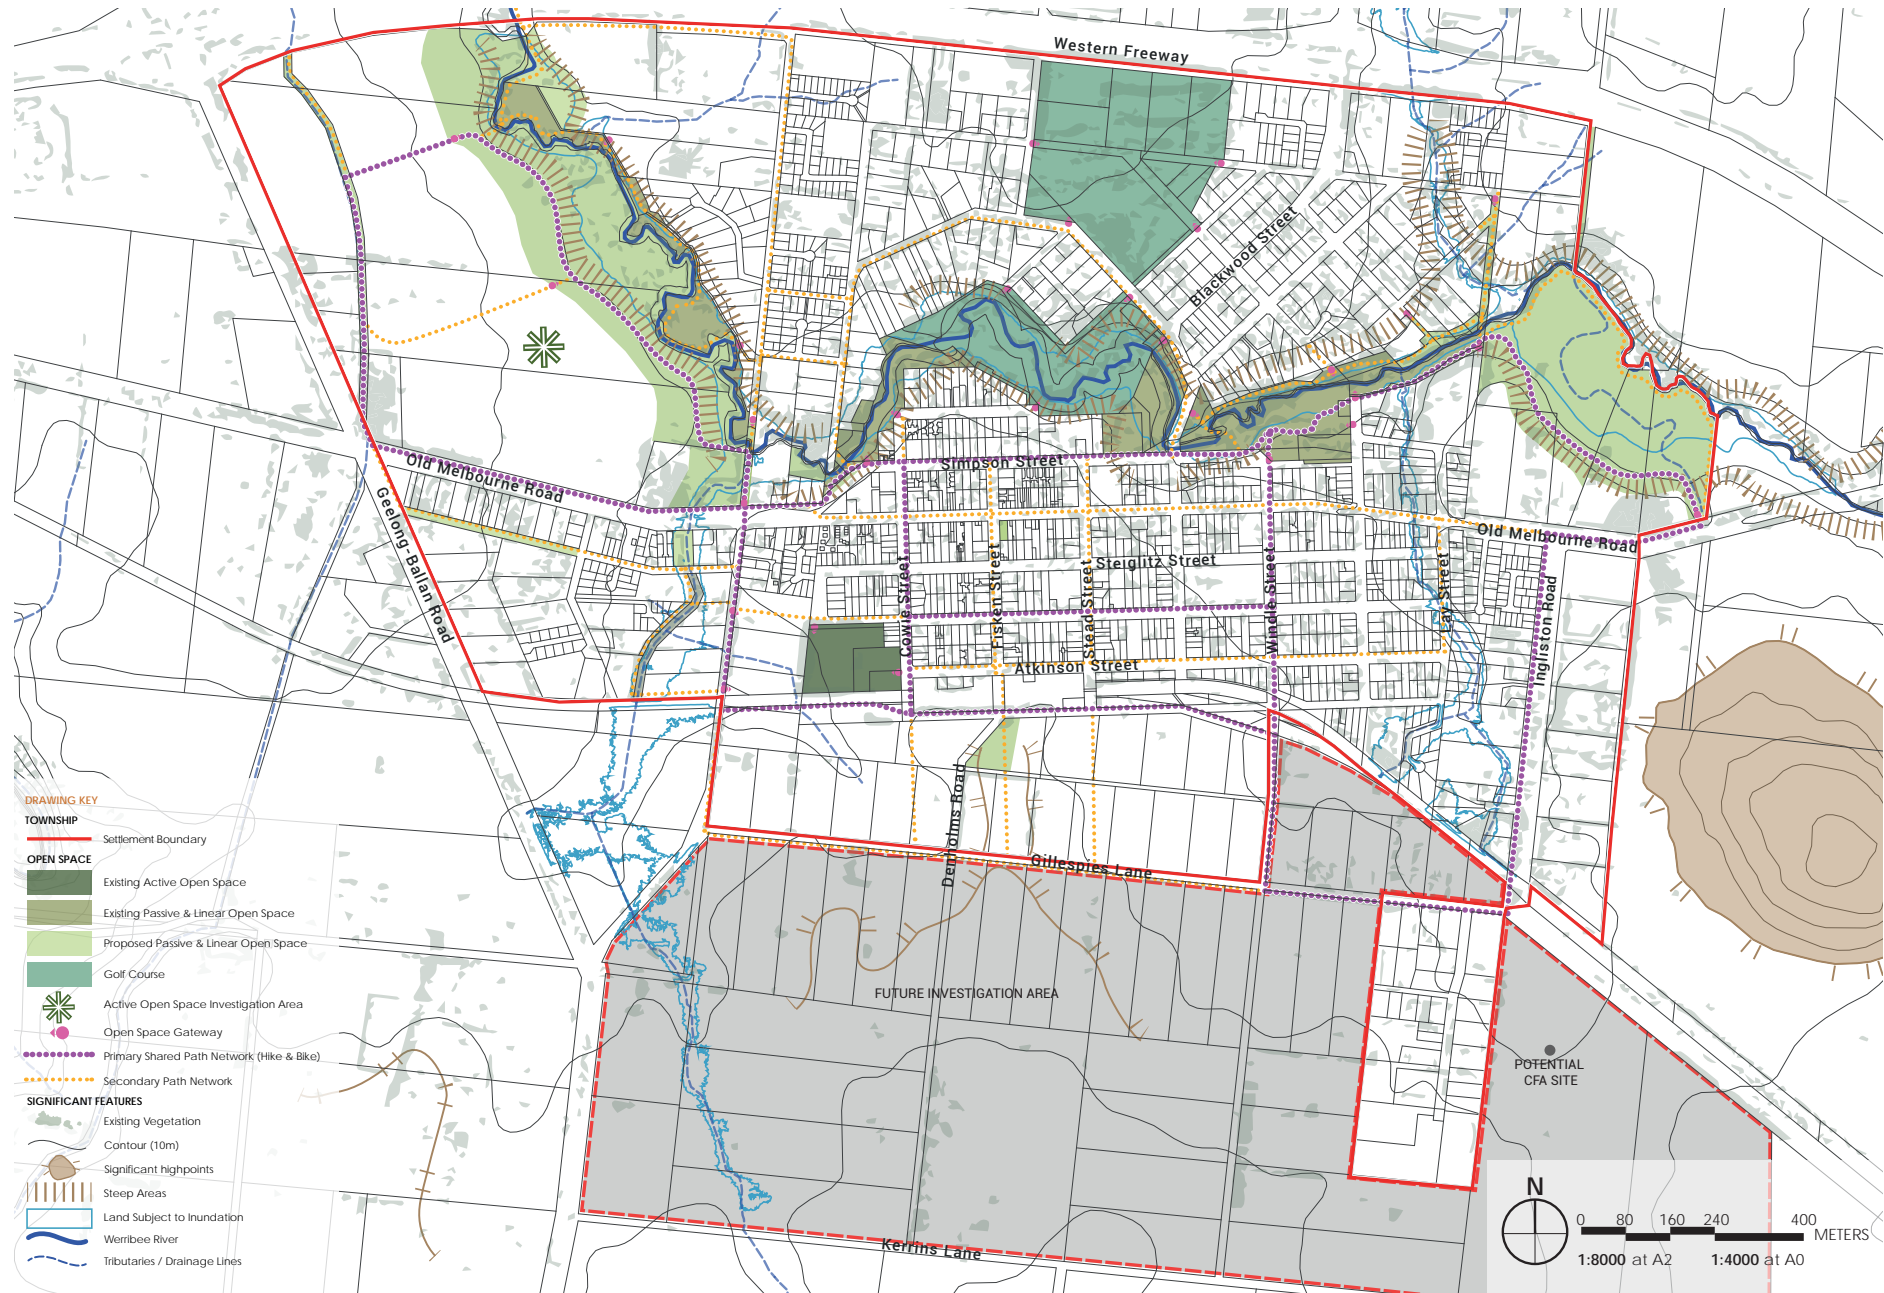 Western Freeway
Blackwood Street
Simpson Street
Old Melbourne Road
Geelong-Ballan Road
Old Melbourne Road
Steiglitz Street
Cowie Street
Fisken Street
Stead Street
Windle Street
Lay Street
Ingliston Road
Atkinson Street
Denholms Road
Gillespies Lane
FUTURE INVESTIGATION AREA
POTENTIAL
CFA SITE
Kerrins Lane
DRAWING KEY
TOWNSHIP
Settlement Boundary
OPEN SPACE
Existing Active Open Space
Existing Passive & Linear Open Space
Proposed Passive & Linear Open Space
Golf Course
Active Open Space Investigation Area
Open Space Gateway
Primary Shared Path Network (Hike & Bike)
Secondary Path Network
SIGNIFICANT FEATURES
Existing Vegetation
Contour (10m)
Significant highpoints
Steep Areas
Land Subject to Inundation
Werribee River
Tributaries / Drainage Lines
N
0 80 160 240 400
METERS
1:8000 at A2 1:4000 at A0